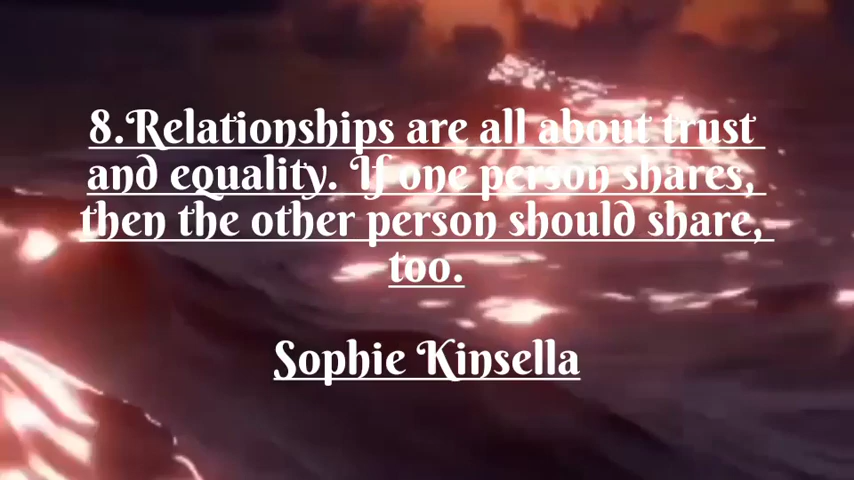 8.Relationships are all about trust
and equality. If one person shares,
then the other person should share,
too.
Sophie Kinsella